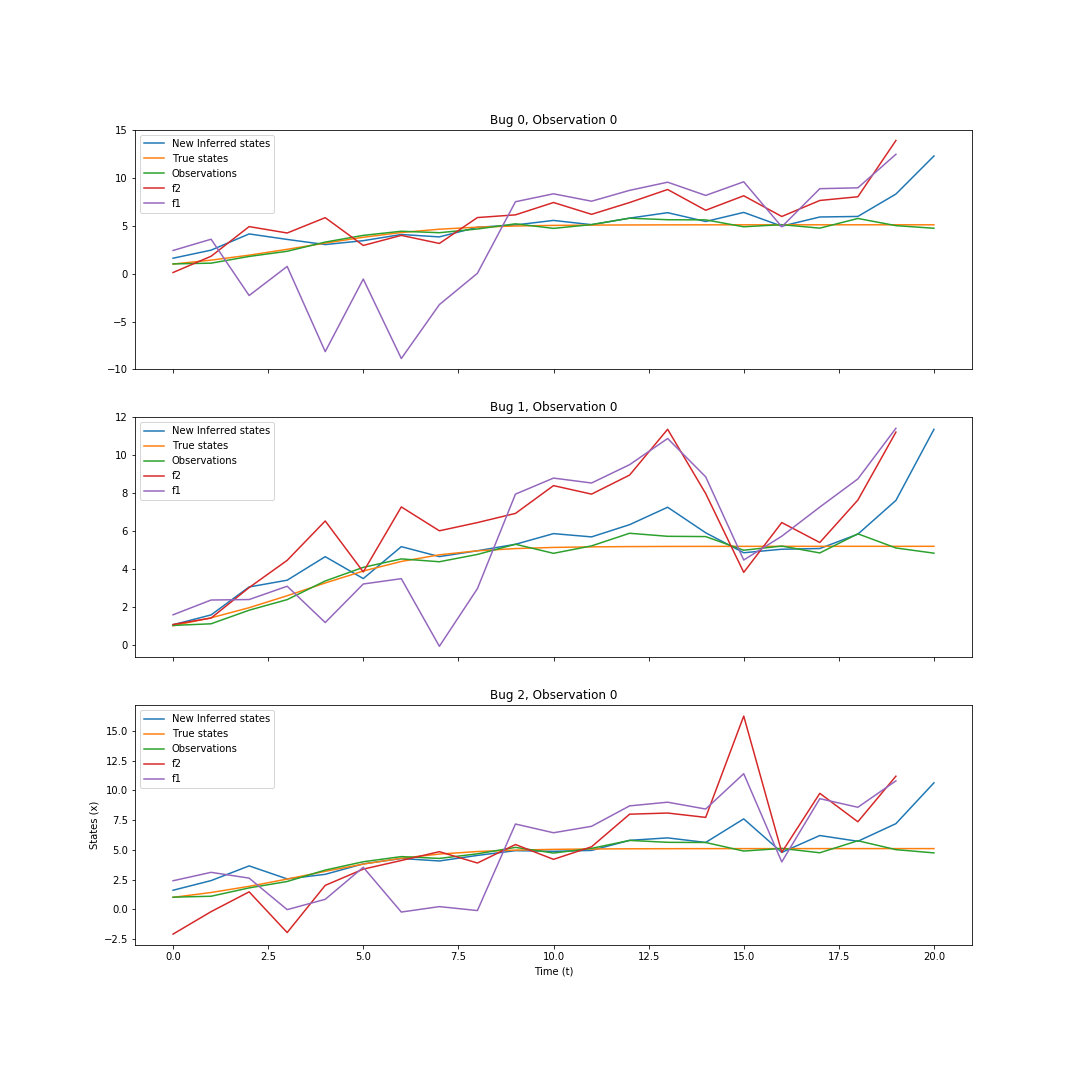 Bug 0, Observation 0
15
10
5
0
−5
−10
New Inferred states
True states
Observations
f2
f1
Bug 1, Observation 0
12
10
8
6
4
2
0
New Inferred states
True states
Observations
f2
f1
Bug 2, Observation 0
States (x)
15.0
12.5
10.0
7.5
5.0
2.5
0.0
−2.5
New Inferred states
True states
Observations
f2
f1
0.0 2.5 5.0 7.5 10.0 12.5 15.0 17.5 20.0
Time (t)